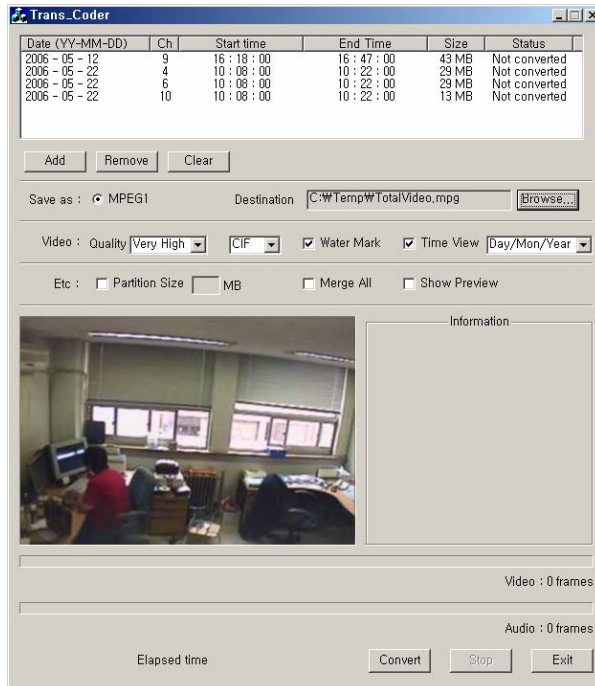 Trans_Coder
Date (YY-MM-DD) Ch Start time End Time Size Status
2006 - 05 - 12 9 16 : 18 : 00 16 : 47 : 00 43 MB Not converted
2006 - 05 - 22 4 10 : 08 : 00 10 : 22 : 00 29 MB Not converted
2006 - 05 - 22 6 10 : 08 : 00 10 : 22 : 00 29 MB Not converted
2006 - 05 - 22 10 10 : 08 : 00 10 : 22 : 00 13 MB Not converted
Add Remove Clear
Save as : MPEG1 Destination C:₩Temp₩TotalVideo,mpg Browse,,,
Video : Quality Very High CIF Water Mark Time View Day/Mon/Year
Etc : Partition Size MB Merge All Show Preview
Information
Video : 0 frames
Audio : 0 frames
Elapsed time Convert Stop Exit